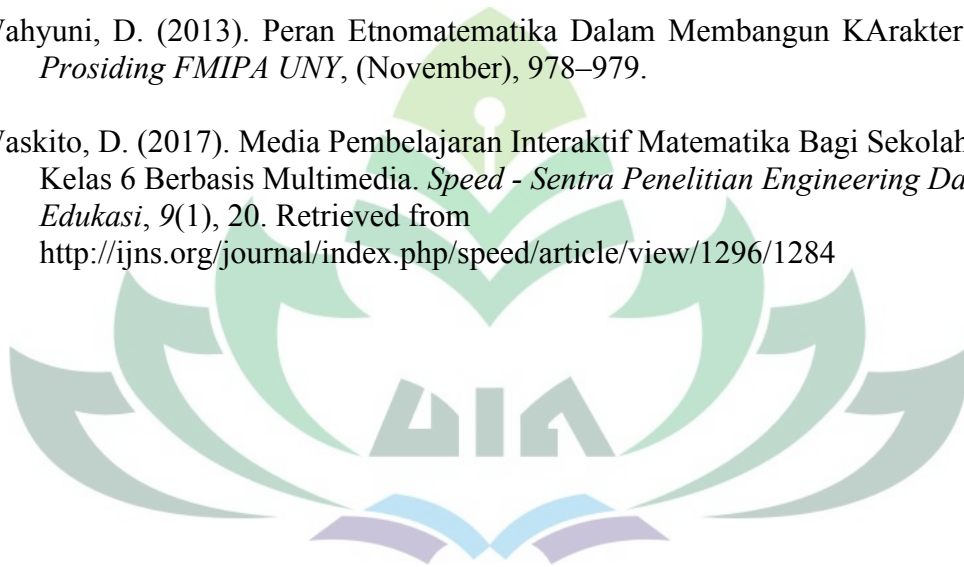 Wahyuni, D. (2013). Peran Etnomatematika Dalam Membangun KArakter
Prosiding FMIPA UNY, (November), 978–979.
Waskito, D. (2017). Media Pembelajaran Interaktif Matematika Bagi Sekolah
Kelas 6 Berbasis Multimedia. Speed - Sentra Penelitian Engineering Da
Edukasi, 9(1), 20. Retrieved from
http://ijns.org/journal/index.php/speed/article/view/1296/1284
UIN